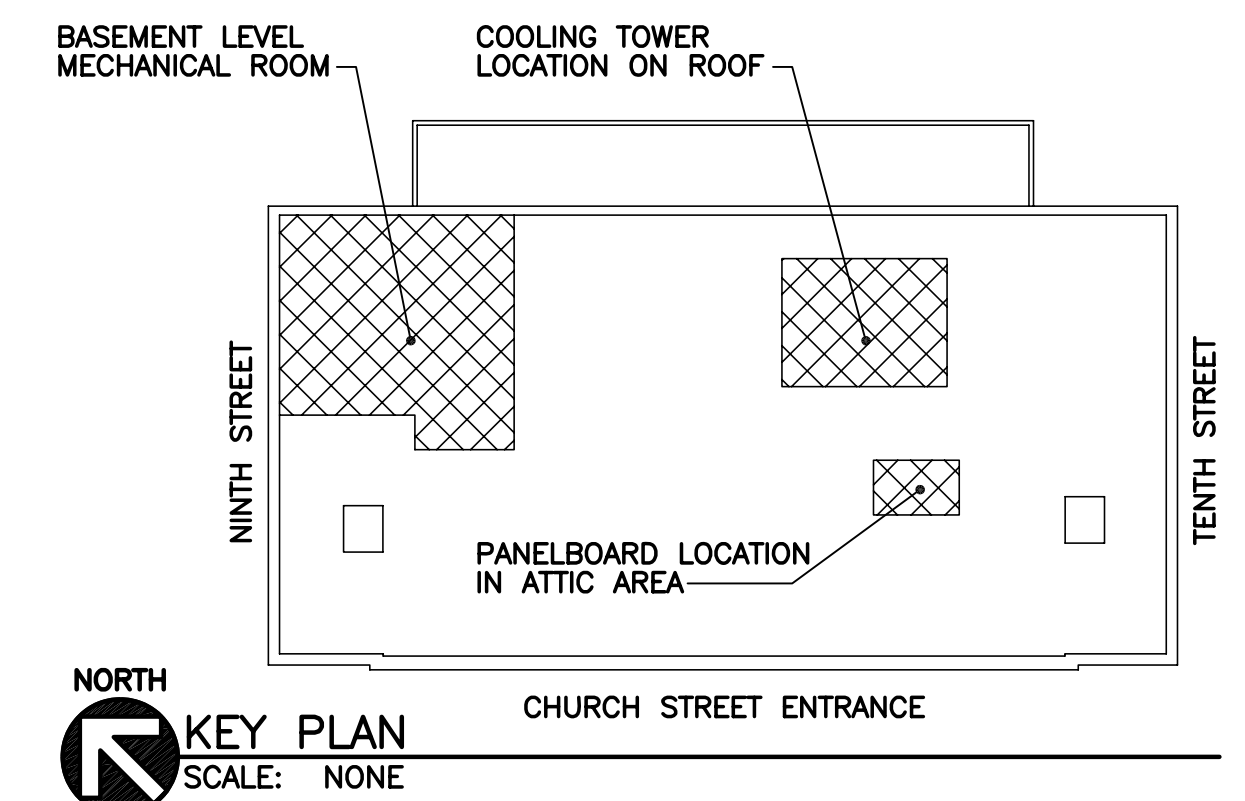 BASEMENT LEVEL
MECHANICAL ROOM
COOLING TOWER
LOCATION ON ROOF
NINTH STREET
TENTH STREET
PANELBOARD LOCATION
IN ATTIC AREA
CHURCH STREET ENTRANCE
NORTH
KEY PLAN
SCALE: NONE